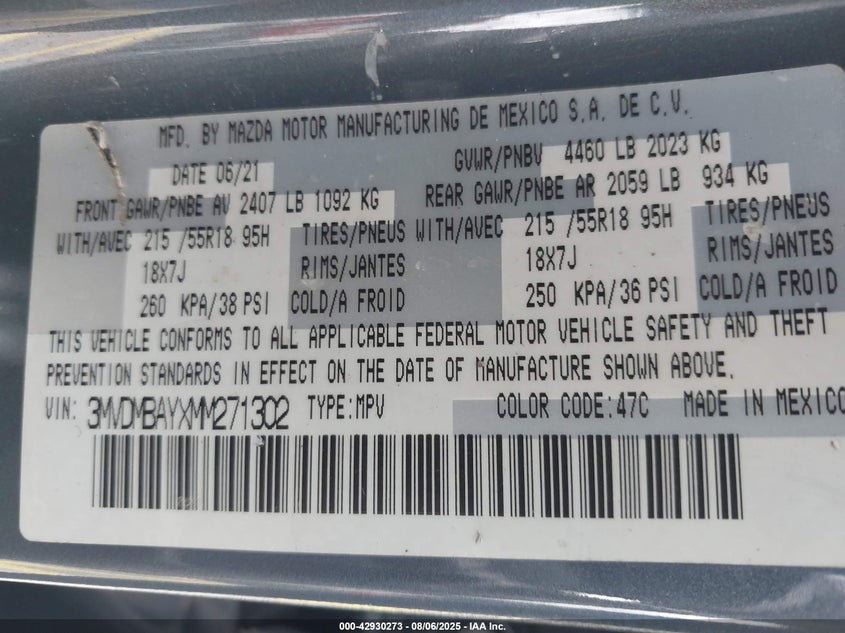 MFD. BY MAZDA MOTOR MANUFACTURING DE MEXICO S.A. DE C.V.
DATE 06/21 GVWR/PNBV 4460 LB 2023 KG
FRONT GAWR/PNBE AV 2407 LB 1092 KG REAR GAWR/PNBE AR 2059 LB 934 KG
WITH/AVEC 215 /55R18 95H TIRES/PNEUS WITH/AVEC 215 /55R18 95H TIRES/PNEUS
18X7J RIMS/JANTES 18X7J RIMS/JANTES
260 KPA/38 PSI COLD/A FROID 250 KPA/36 PSI COLD/A FROID
THIS VEHICLE CONFORMS TO ALL APPLICABLE FEDERAL MOTOR VEHICLE SAFETY AND THEFT
PREVENTION STANDARDS IN EFFECT ON THE DATE OF MANUFACTURE SHOWN ABOVE.
VIN: 3MVDMBAYXMM271302 TYPE:MPV COLOR CODE:47C MADE IN MEXICO
000-42930273 - 08/06/2025 - IAA Inc.